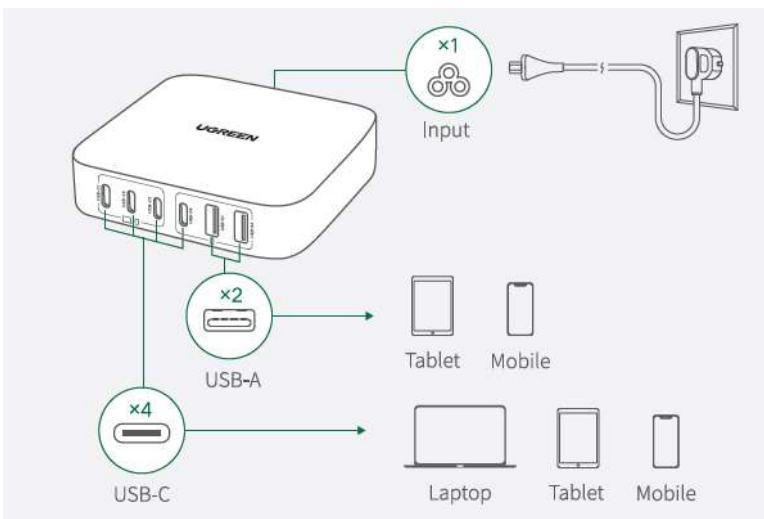 ×1
Input
UGREEN
×2
USB-A
Tablet
Mobile
×4
USB-C
Laptop
Tablet
Mobile